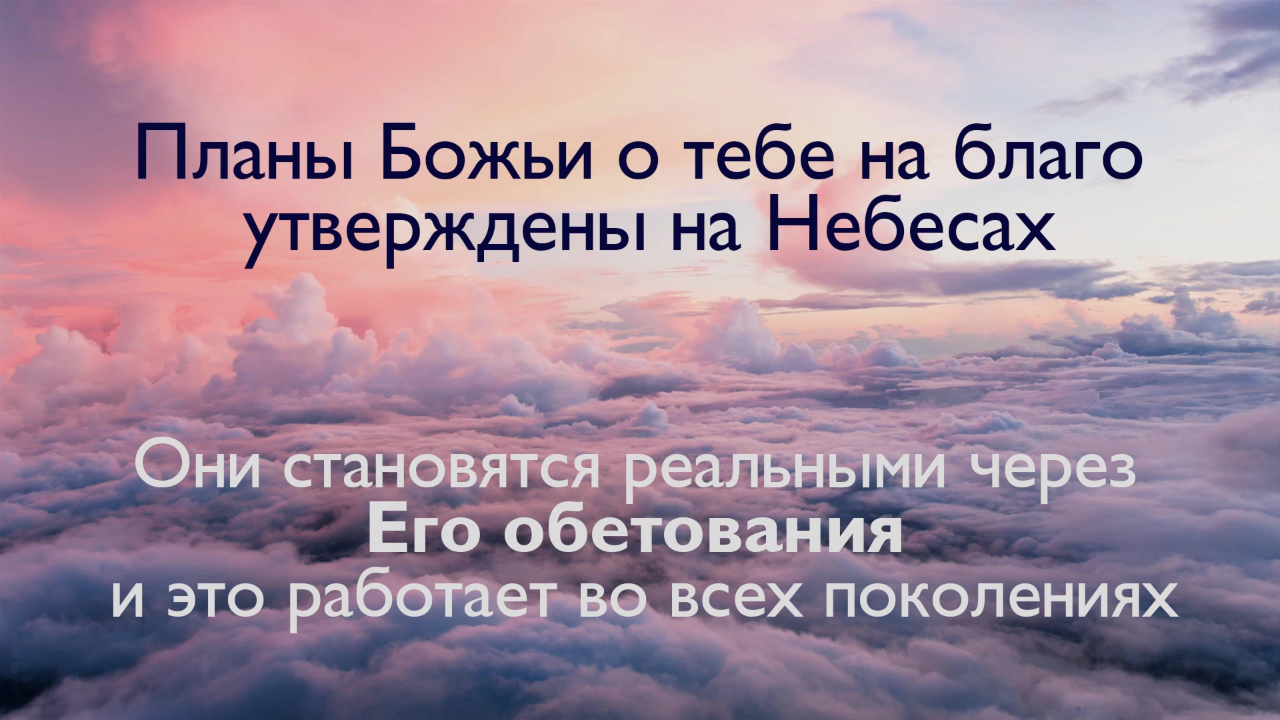 Планы Божьи о тебе на благо
утверждены на Небесах
Они становятся реальными через
Его обетования
и это работает во всех поколениях